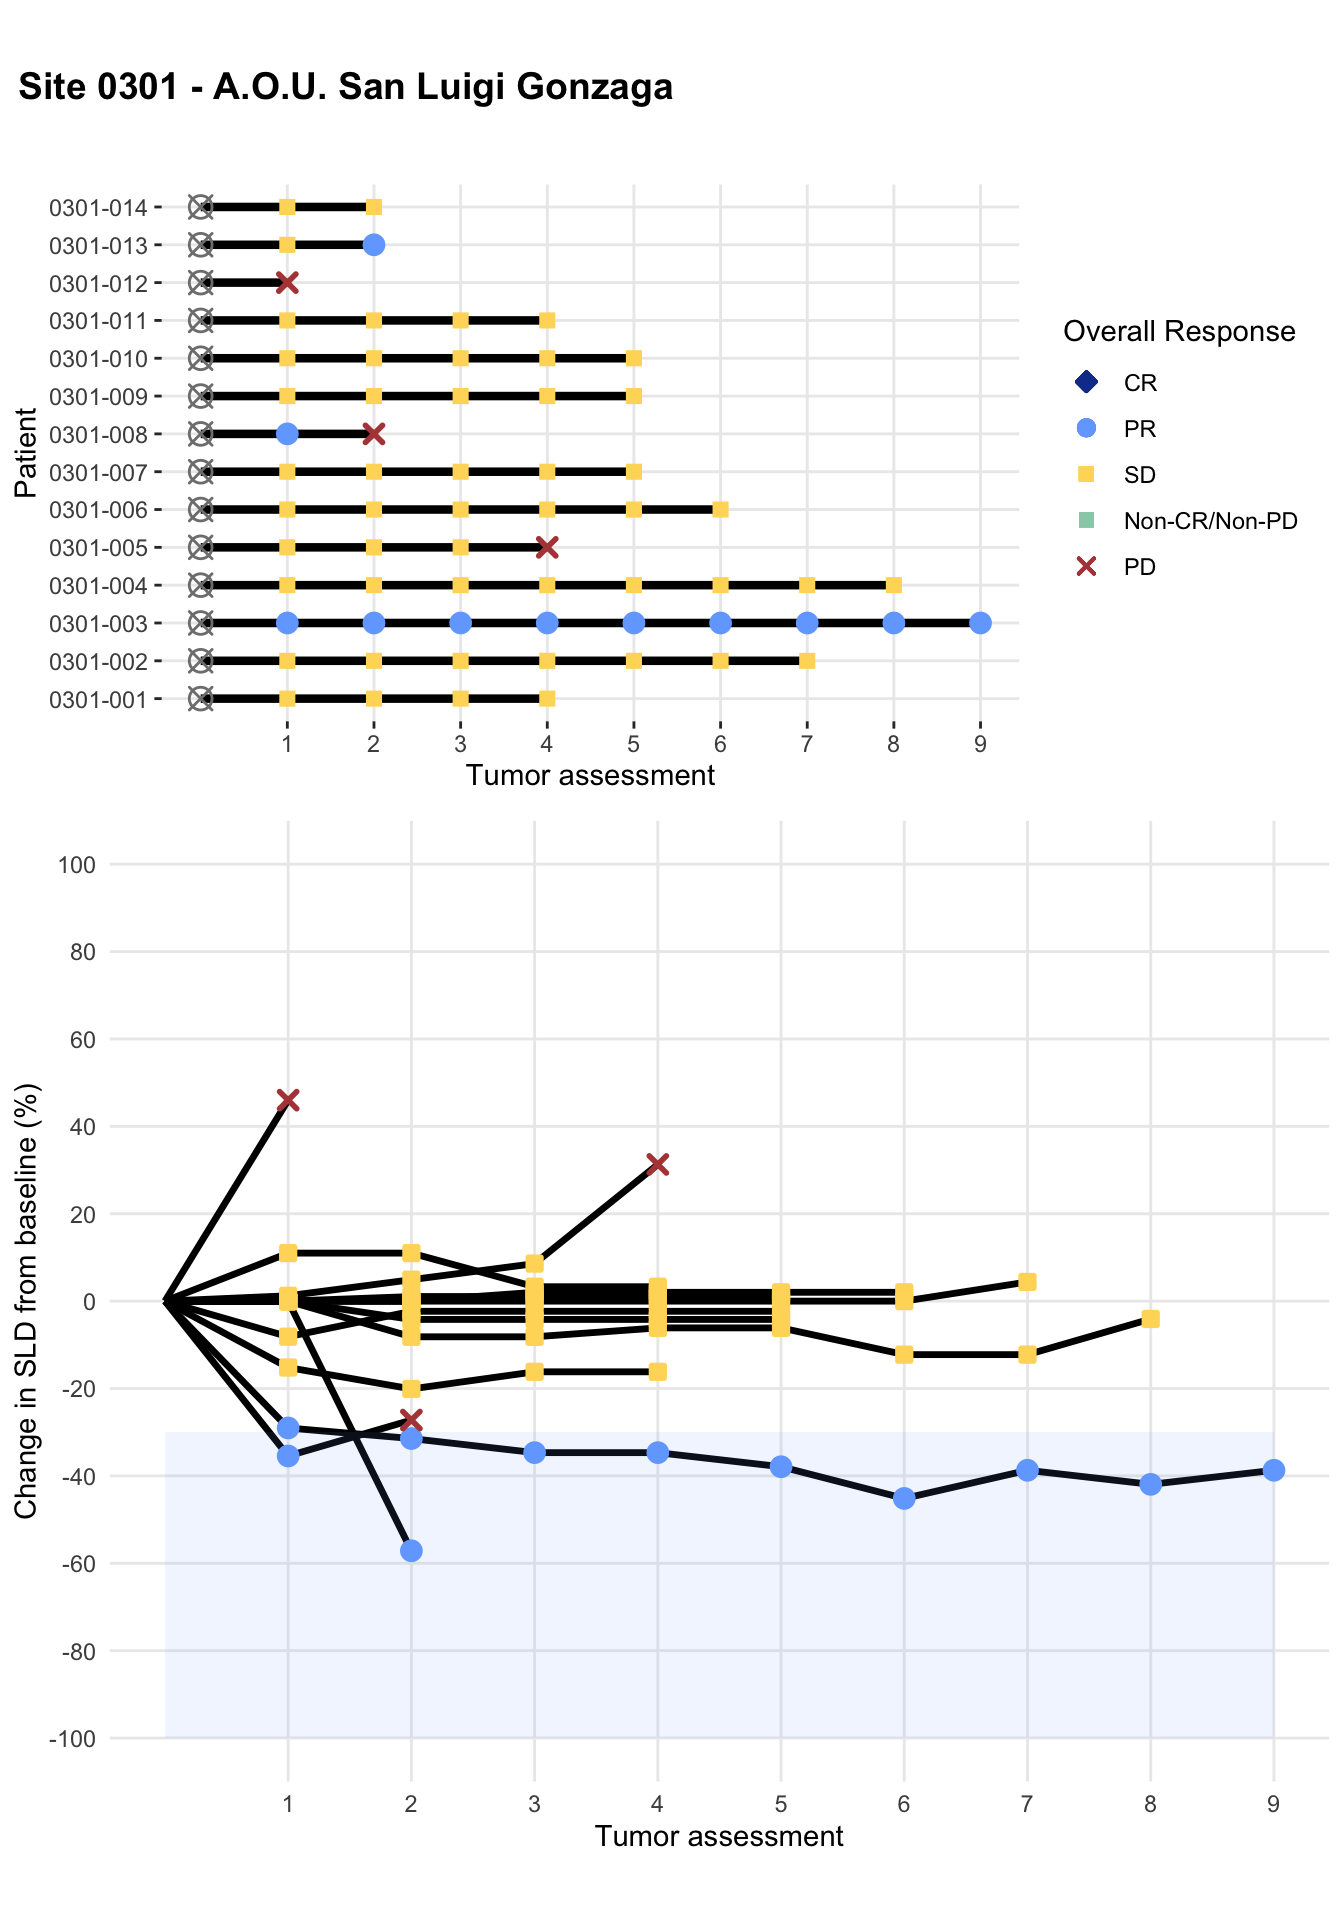 Site 0301 - A.O.U. San Luigi Gonzaga
Patient
0301-014
0301-013
0301-012
0301-011
0301-010
0301-009
0301-008
0301-007
0301-006
0301-005
0301-004
0301-003
0301-002
0301-001
1 2 3 4 5 6 7 8 9
Tumor assessment
Overall Response
CR
PR
SD
Non-CR/Non-PD
PD
Change in SLD from baseline (%)
100
80
60
40
20
0
-20
-40
-60
-80
-100
1 2 3 4 5 6 7 8 9
Tumor assessment